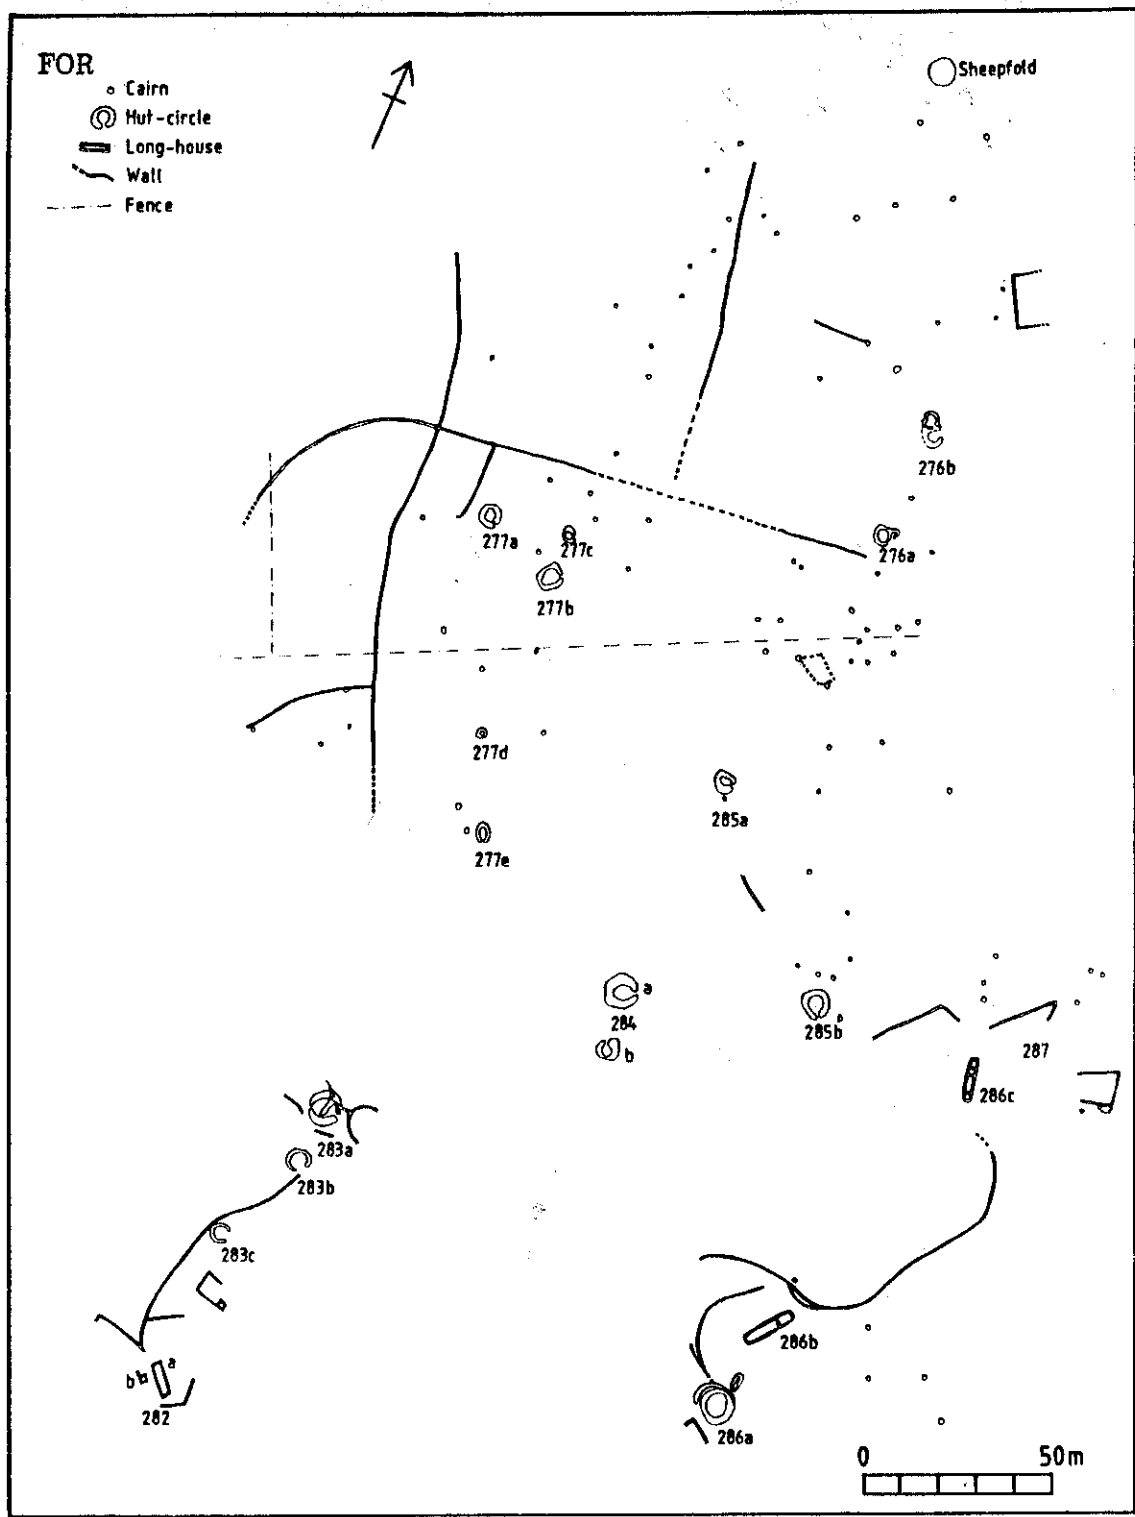 FOR
Cairn
Hut-circle
Long-house
Wall
Fence
Sheepfold
276b
277a
277c
276a
277b
277d
285a
277e
a
284
285b
b
287
286c
283a
283b
283c
286b
b
a
282
286a
0 50m